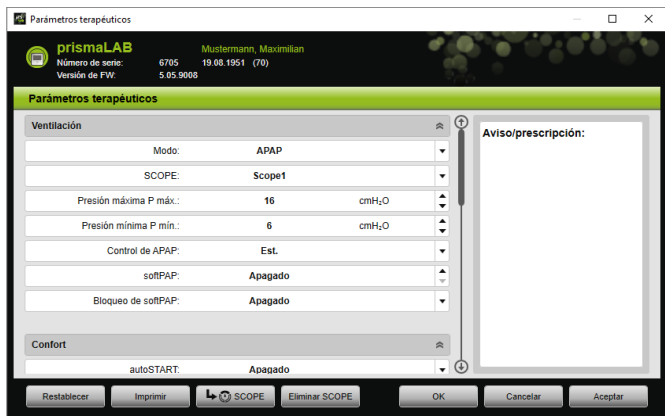 Parámetros terapéuticos
prismaLAB Mustermann, Maximilian
Número de serie: 6705 19.08.1951 (70)
Versión de FW: 5.05.9008
Parámetros terapéuticos
Ventilación
Modo: APAP
SCOPE: Scope1
Presión máxima P máx.: 16 cmH₂O
Presión mínima P mín.: 6 cmH₂O
Control de APAP: Est.
softPAP: Apagado
Bloqueo de softPAP: Apagado
Confort
autoSTART: Apagado
Aviso/prescripción:
Restablecer Imprimir SCOPE Eliminar SCOPE OK Cancelar Aceptar